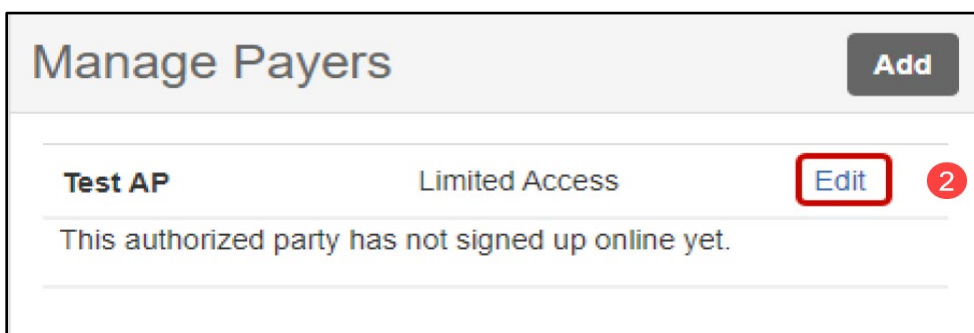 Manage Payers Add
Test AP Limited Access Edit 2
This authorized party has not signed up online yet.